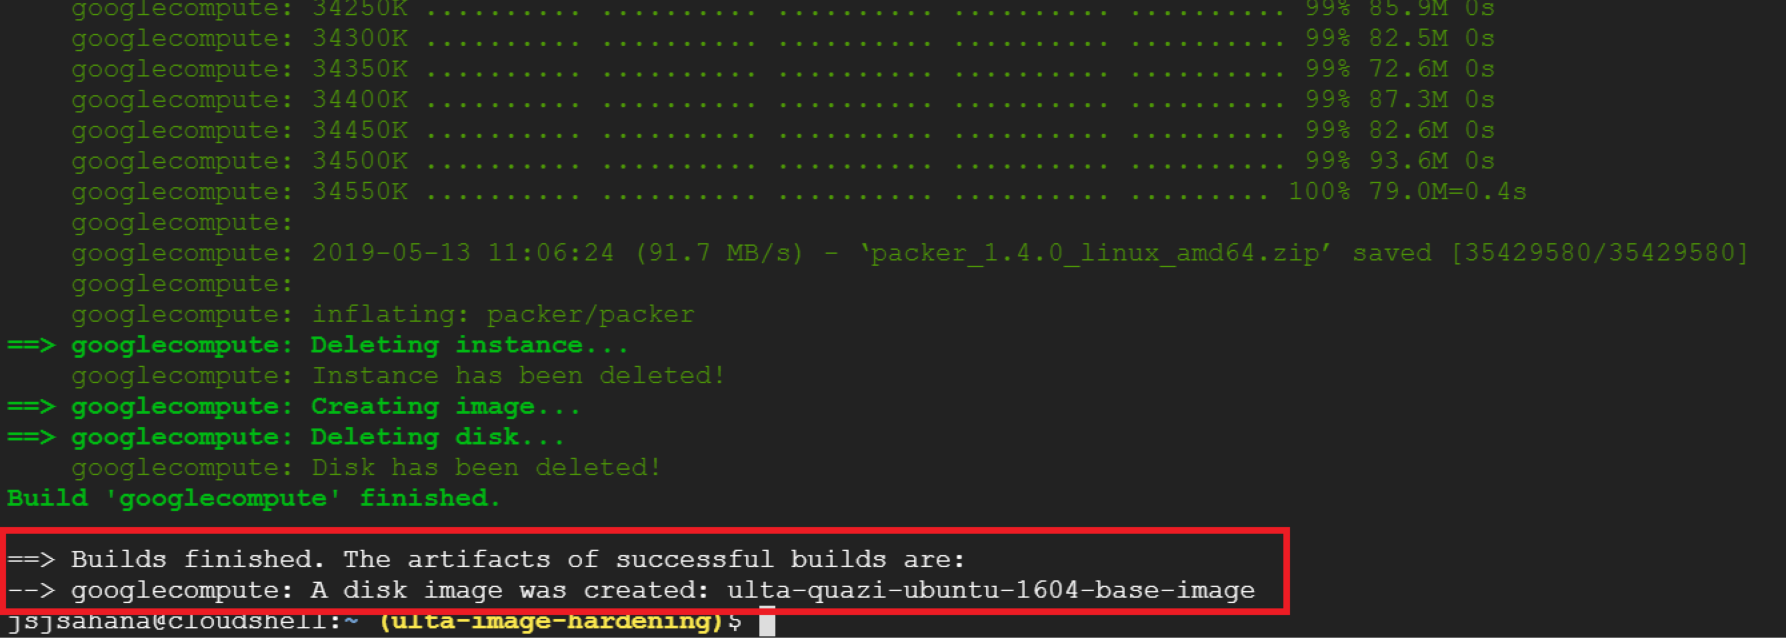 googlecompute: 34250K .......... .......... .......... .......... .......... 99% 85.9M 0s
googlecompute: 34300K .......... .......... .......... .......... .......... 99% 82.5M 0s
googlecompute: 34350K .......... .......... .......... .......... .......... 99% 72.6M 0s
googlecompute: 34400K .......... .......... .......... .......... .......... 99% 87.3M 0s
googlecompute: 34450K .......... .......... .......... .......... .......... 99% 82.6M 0s
googlecompute: 34500K .......... .......... .......... .......... .......... 99% 93.6M 0s
googlecompute: 34550K .......... .......... .......... .......... ......... 100% 79.0M=0.4s
googlecompute:
googlecompute: 2019-05-13 11:06:24 (91.7 MB/s) - ‘packer_1.4.0_linux_amd64.zip’ saved [35429580/35429580]
googlecompute:
googlecompute: inflating: packer/packer
==> googlecompute: Deleting instance...
googlecompute: Instance has been deleted!
==> googlecompute: Creating image...
==> googlecompute: Deleting disk...
googlecompute: Disk has been deleted!
Build 'googlecompute' finished.
==> Builds finished. The artifacts of successful builds are:
--> googlecompute: A disk image was created: ulta-quazi-ubuntu-1604-base-image
jsjsahana@cloudshell:~ (ulta-image-hardening)$